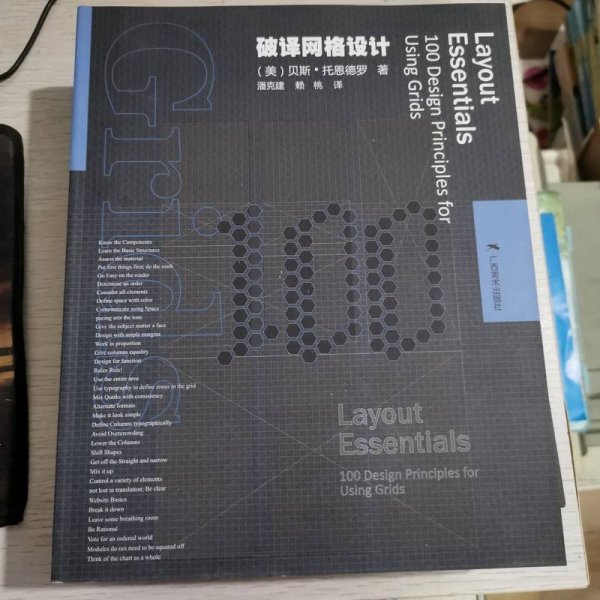 破译网格设计
（美）贝斯·托恩德罗 著
潘克建 赖 桃 译
Layout
Essentials
100 Design Principles for
Using Grids
Grids
100
广西美术出版社
Know the Components
Learn the Basic Structures
Assess the material
Put first things first; do the math
Go Easy on the reader
Determine an order
Consider all elements
Define space with color
Communicate using Space
pacing sets the tone
Give the subject matter a face
Design with ample margins
Work in proportion
Give columns equality
Design for function
Rules Rule!
Use the entire area
Use typography to define zones in the grid
Mix Quirks with consistency
Alternate formats
Make it look simple
Define Columns typographically
Avoid Overcrowding
Lower the Columns
Shift Shapes
Get off the Straight and narrow
Mix it up
Control a variety of elements
not lost in translation; Be clear
Website Basics
Break it down
Leave some breathing room
Be Rational
Vote for an ordered world
Modules do not need to be squared off
Think of the chart as a whole
Layout
Essentials
100 Design Principles for
Using Grids